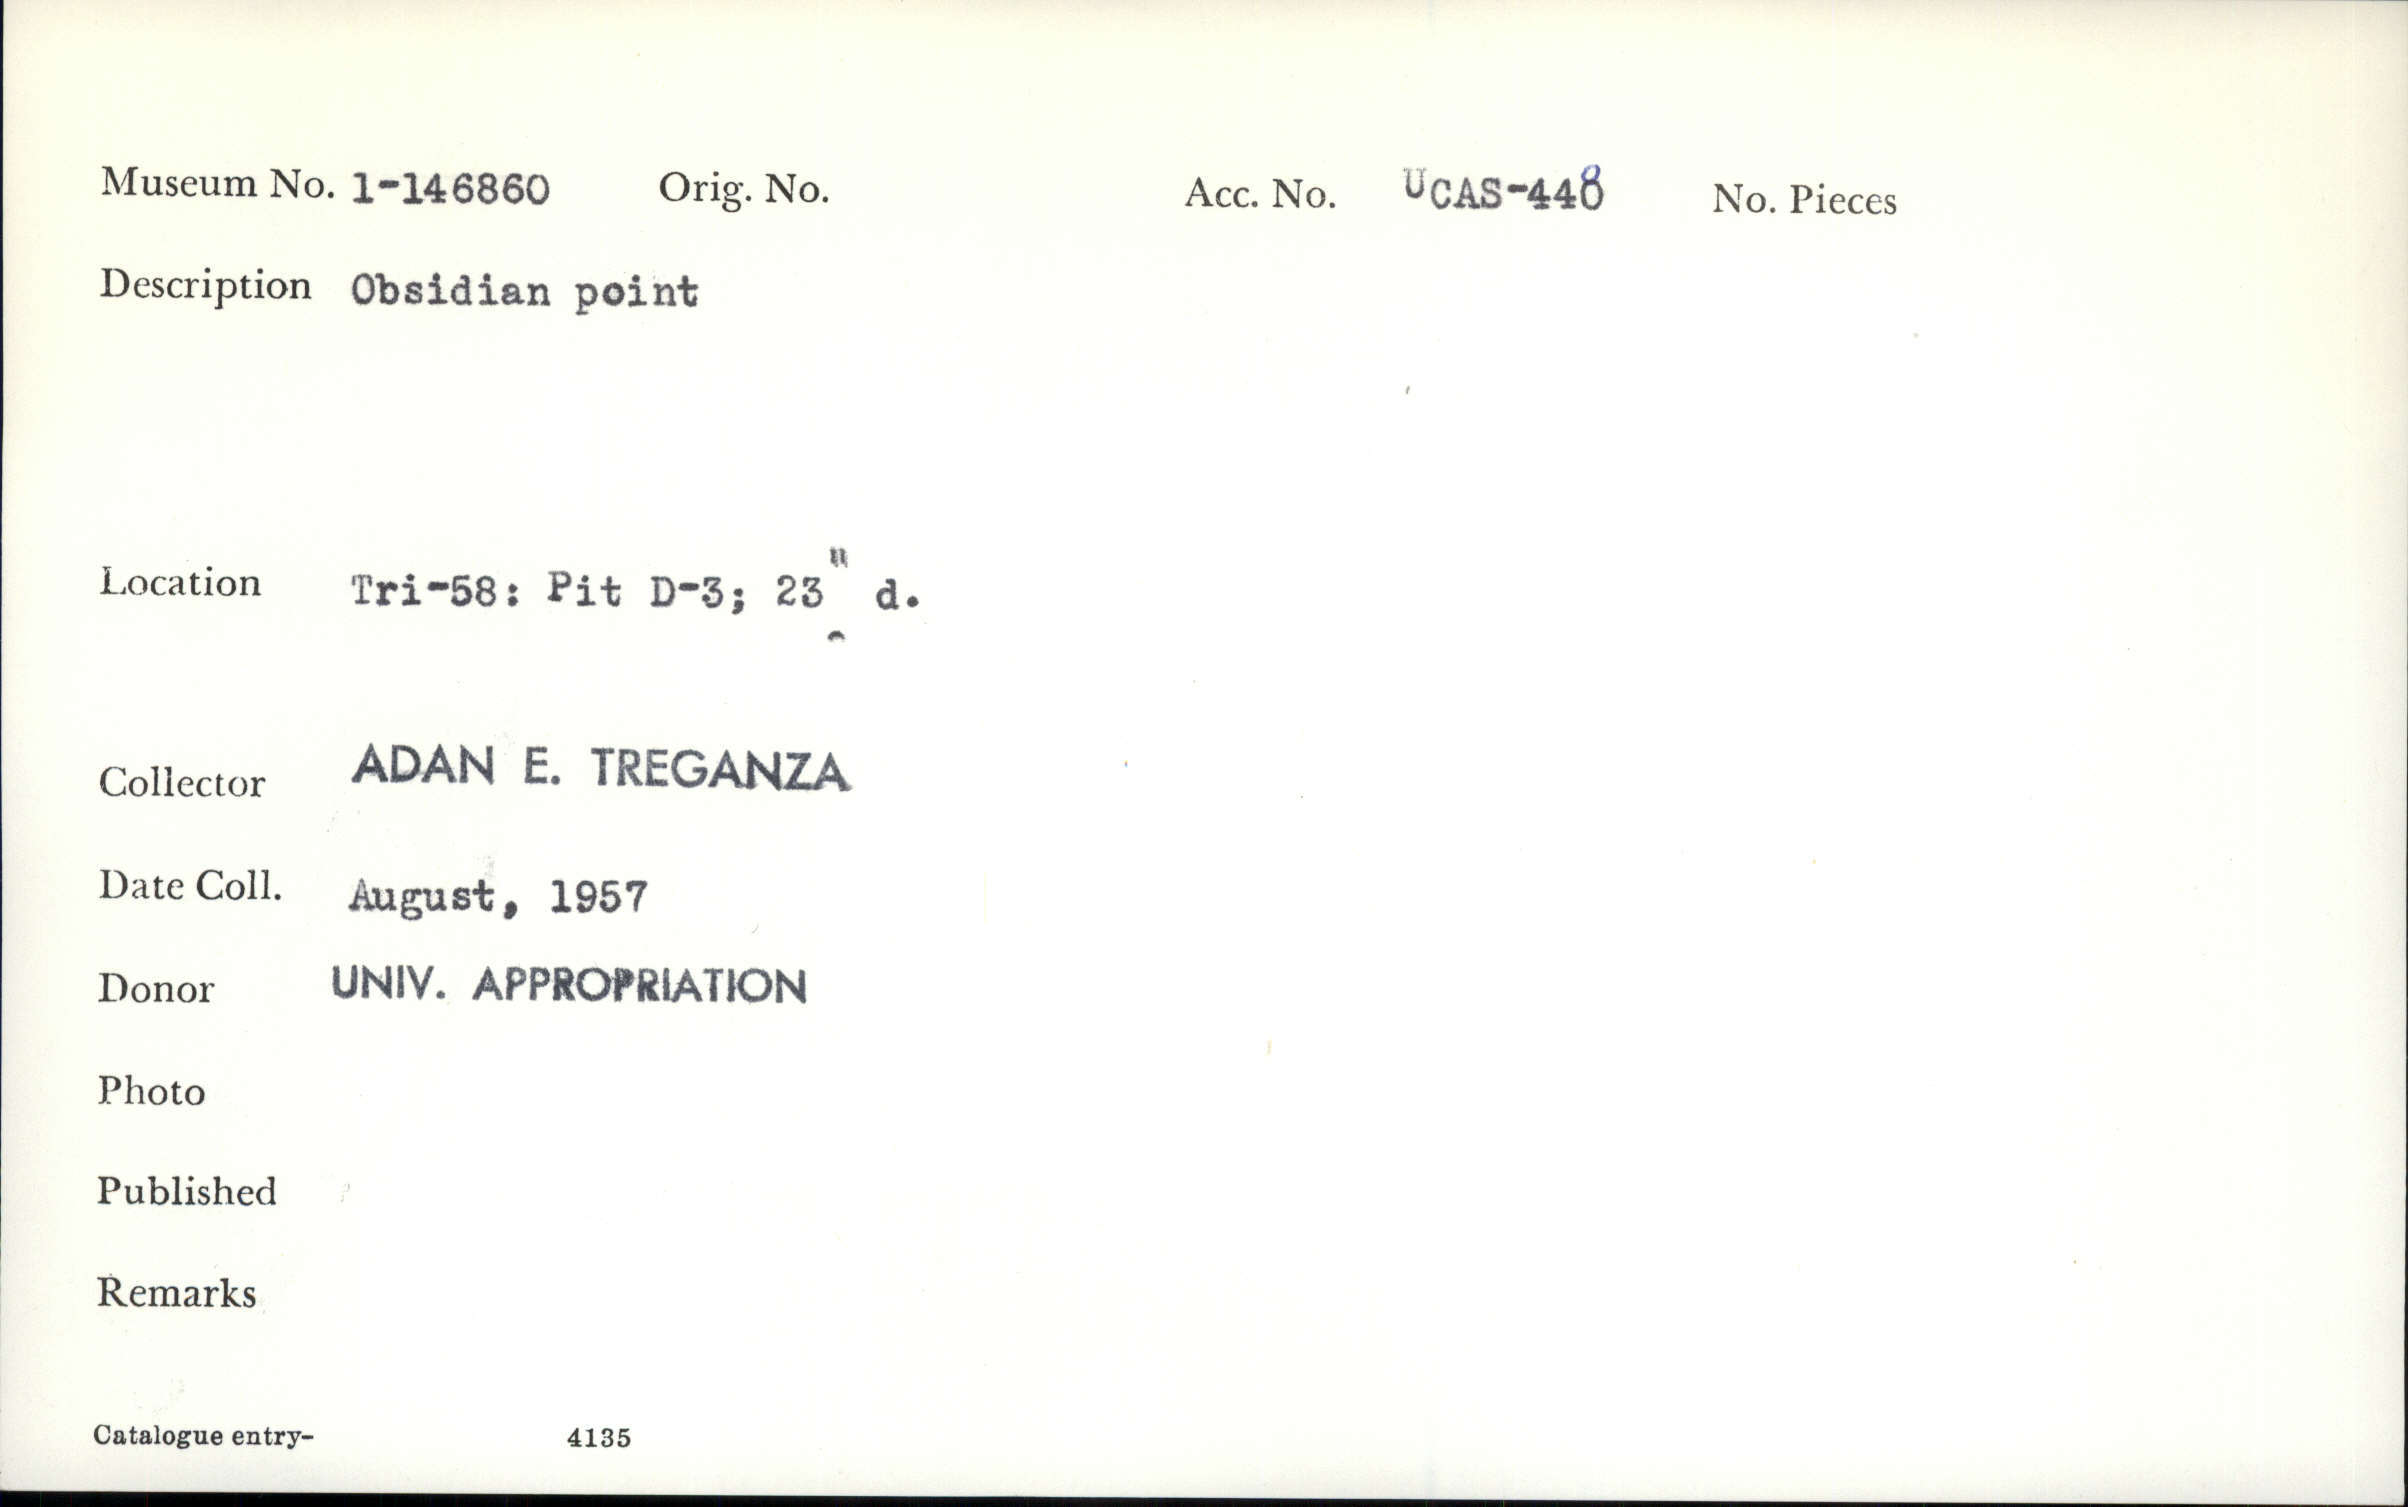 Museum No. 1-146860 Orig. No. Acc. No. UCAS-448 No. Pieces
Description Obsidian point
Location Tri-58: Pit D-3; 23" d.
Collector ADAN E. TREGANZA
Date Coll. August, 1957
Donor UNIV. APPROPRIATION
Photo
Published
Remarks
Catalogue entry- 4135